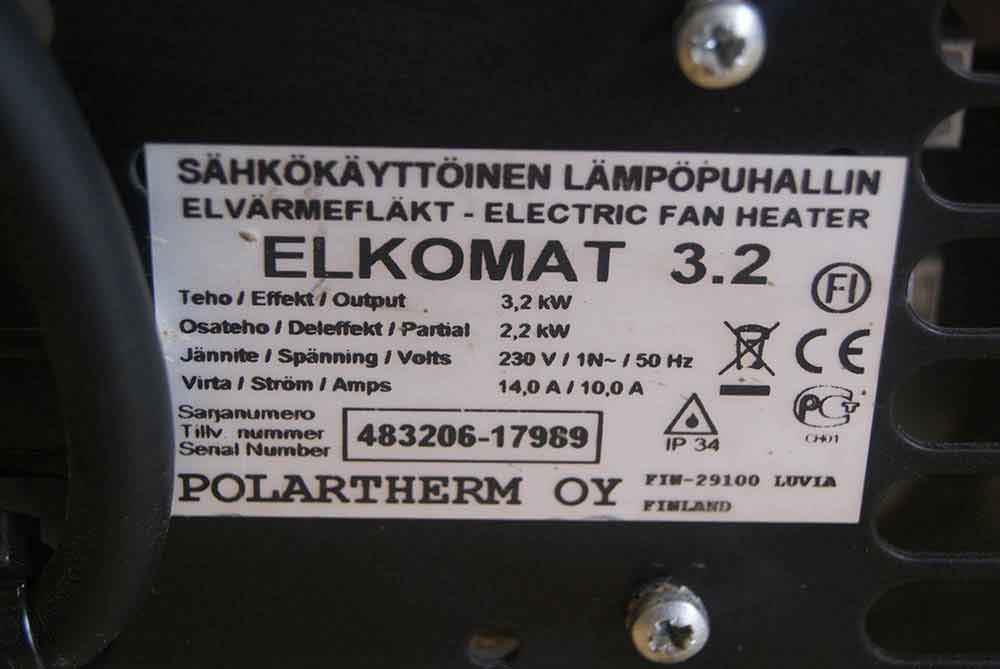 SÄHKÖKÄYTTÖINEN LÄMPÖPUHALLIN
ELVÄRMEFLÄKT - ELECTRIC FAN HEATER
ELKOMAT 3.2
FI
Teho / Effekt / Output 3,2 kW
Osateho / Deleffekt / Partial 2,2 kW
Jännite / Spänning / Volts 230 V / 1N~ / 50 Hz
CE
Virta / Ström / Amps 14,0 A / 10,0 A
PCT
Sarjanumero
Tillv. nummer
Serial Number
483206-17989
IP 34
CH01
POLARTHERM OY
FIN-29100 LUVIA
FINLAND